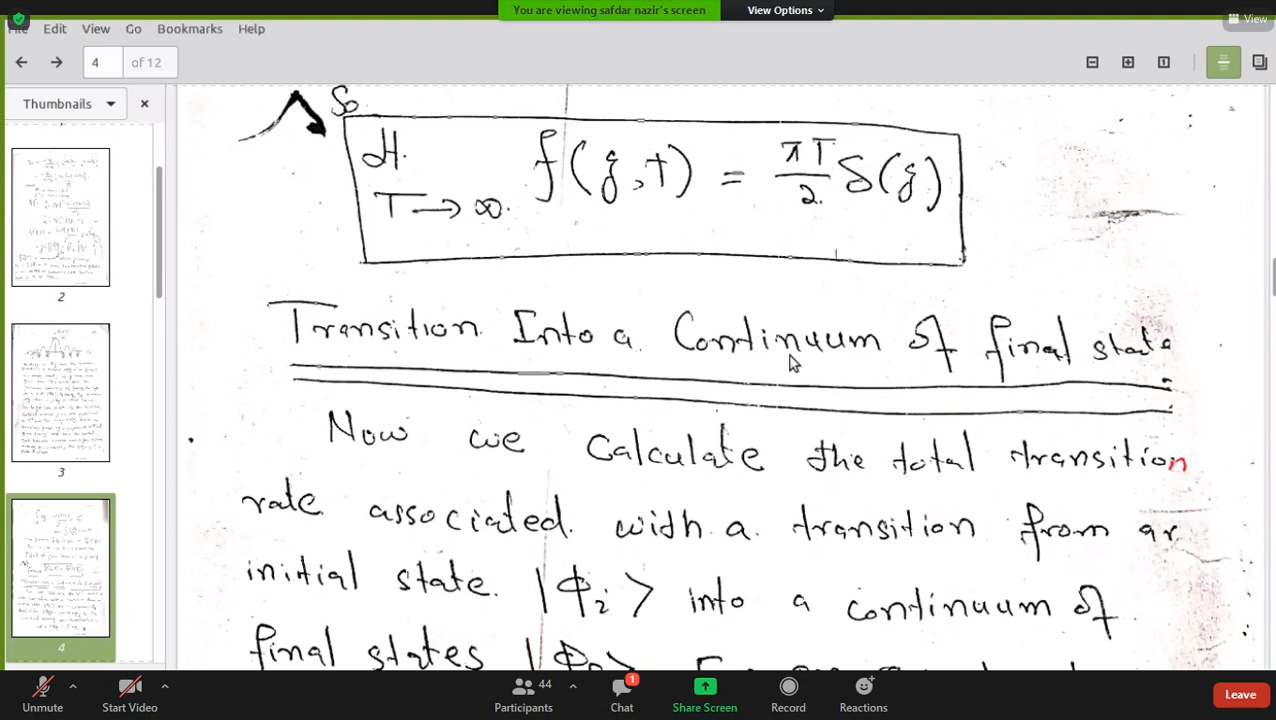 You are viewing safdar nazir's screen
View Options
View
File Edit View Go Bookmarks Help
4 of 12
Thumbnails
2
3
4
So
Lt. f(g,T) = πT/2. δ(g)
T → ∞.
Transition Into a Continuum of final state
Now we Calculate the total transition
rate associated with a transition from an
initial state |Φi> into a continuum of
final states
Unmute
Start Video
44
Participants
1
Chat
Share Screen
Record
Reactions
Leave